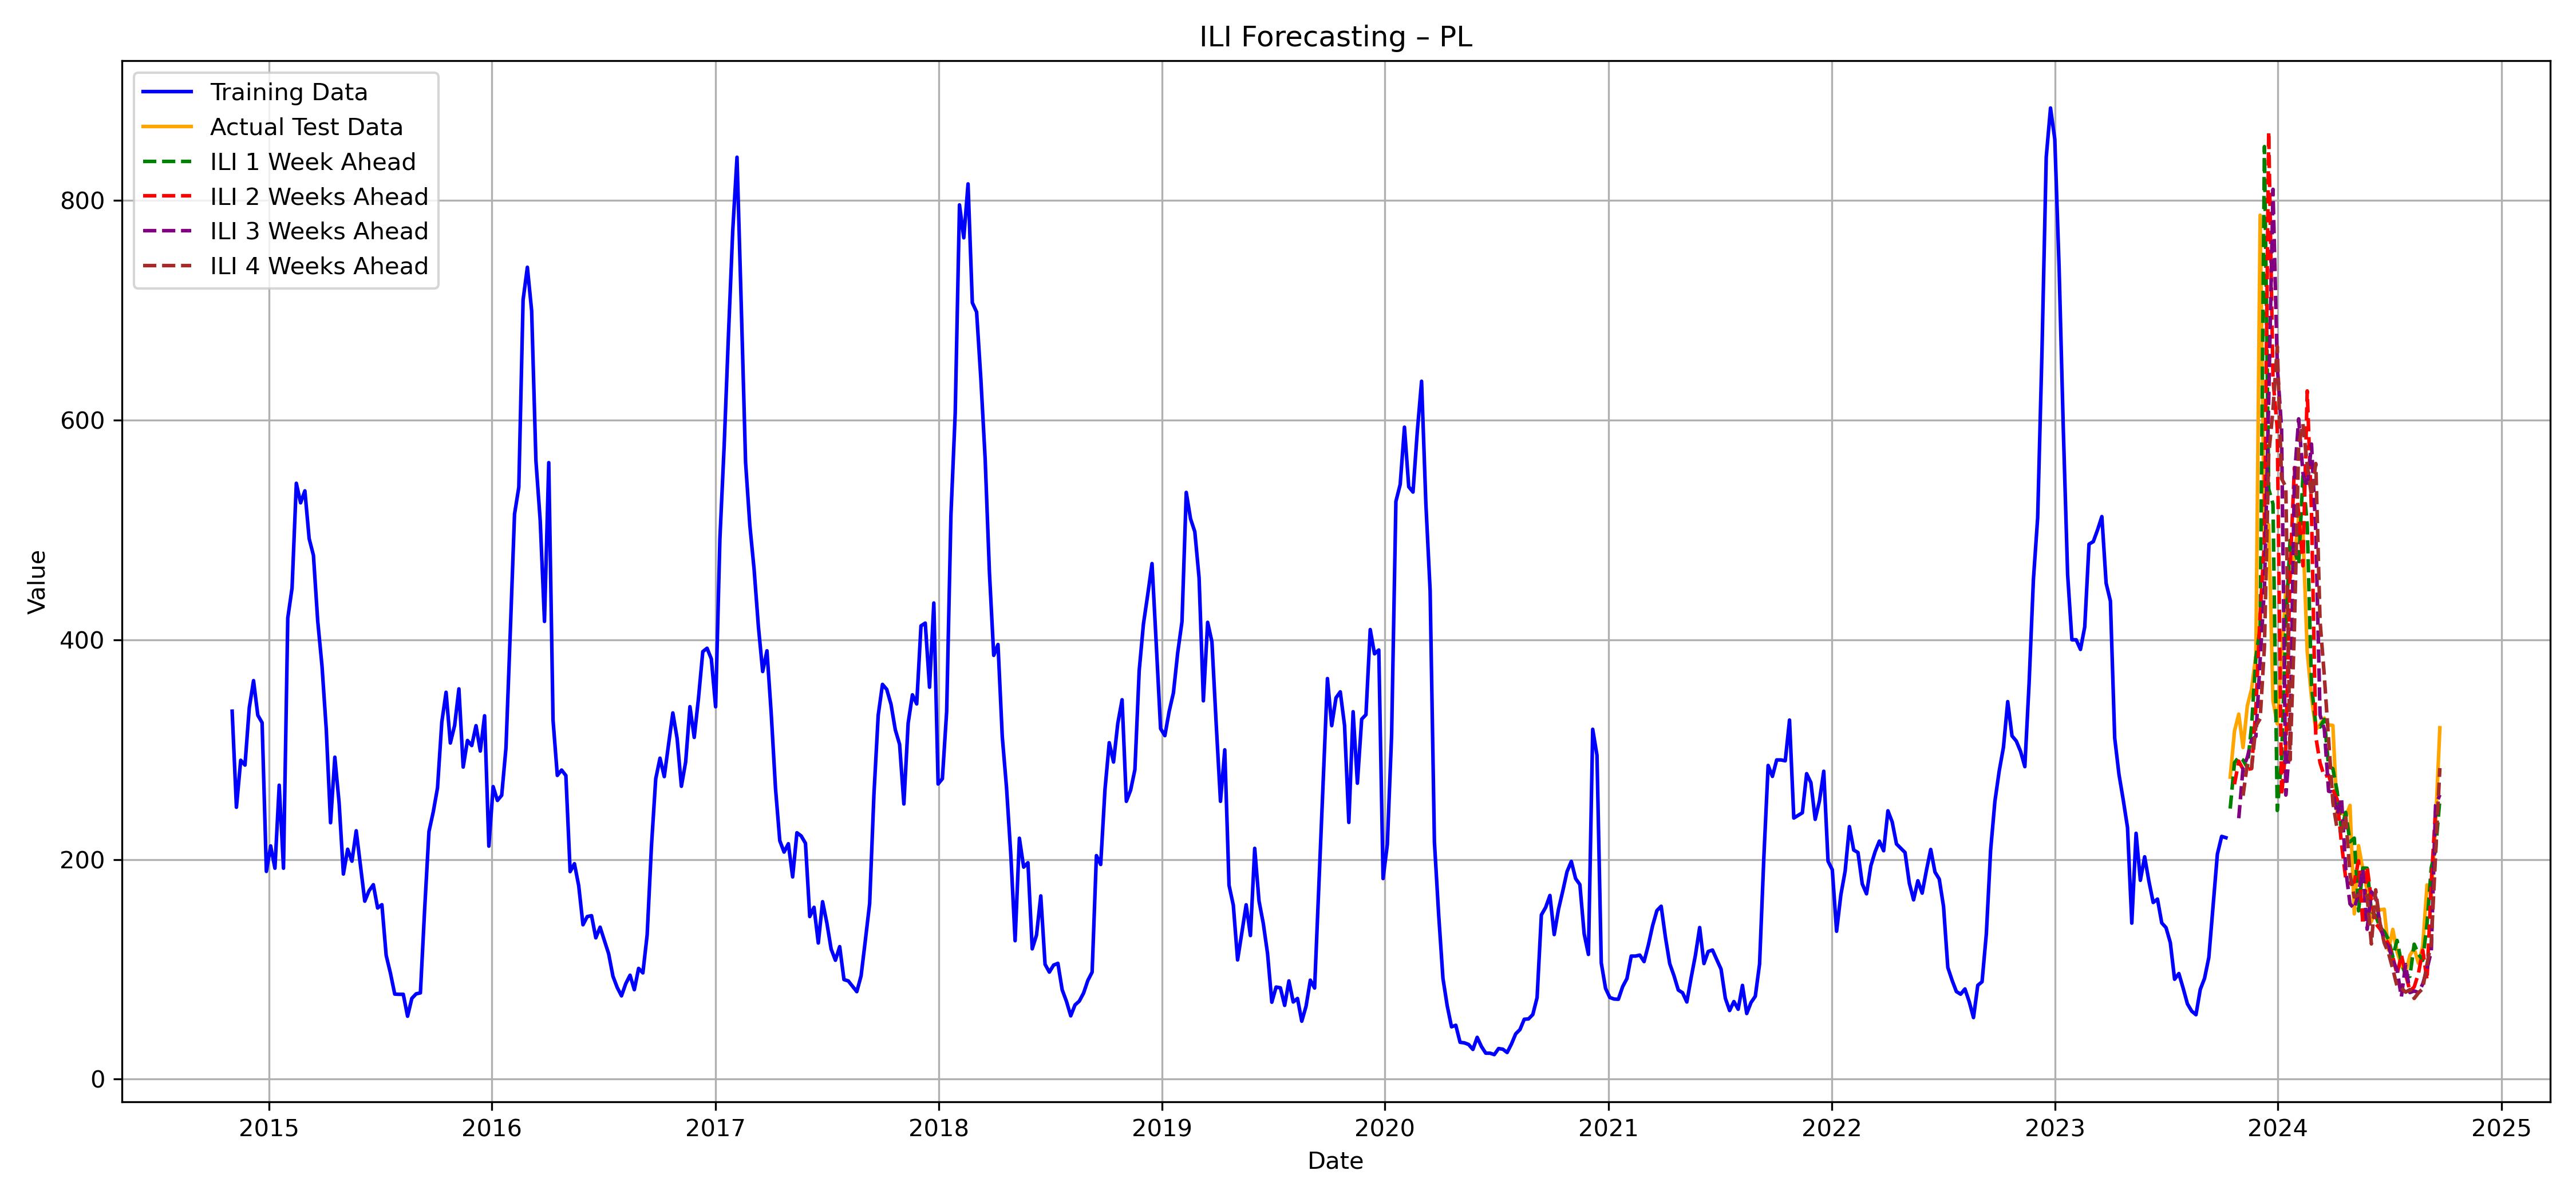 ILI Forecasting – PL
Training Data
Actual Test Data
ILI 1 Week Ahead
ILI 2 Weeks Ahead
ILI 3 Weeks Ahead
ILI 4 Weeks Ahead
Value
800
600
400
200
0
2015 2016 2017 2018 2019 2020 2021 2022 2023 2024 2025
Date